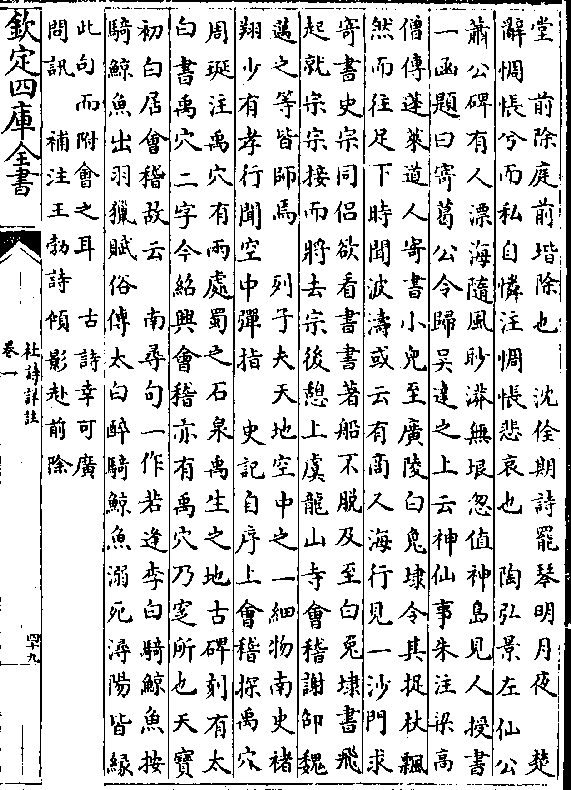 堂　前除庭前堦除也　沈佺期詩罷琴明月夜　楚
辭惆悵兮而私自憐注惆悵悲哀也　陶弘景左仙公
蕭公碑有人漂海隨風眇漭無垠忽值神島見人授書
一函題曰寄葛公令歸吳達之上云神仙事朱注梁高
僧傳蓬萊道人寄書小兒至廣陵白兔埭令其捉杖飄
然而往足下時聞波濤或云有商人海行見一沙門求
寄書史宗同侶欲看書書著船不脫及至白兔埭書飛
起就宗宗接而將去宗後憩上虞龍山寺會稽謝邵魏
邁之等皆師焉　列子夫天地空中之一細物南史褚
翔少有孝行聞空中彈指　史記自序上會稽探禹穴
周珽注禹穴有兩處蜀之石泉禹生之地古碑刻有太
白書禹穴二字今紹興會稽亦有禹穴乃窆所也天寶
初白居會稽故云　南尋句一作若逢李白騎鯨魚按
騎鯨魚出羽獵賦俗傳太白醉騎鯨魚溺死潯陽皆緣
此句而附會之耳　古詩幸可廣
問訊　補注王勃詩傾影赴前除
欽定四庫全書
杜詩詳註
卷一
四十九